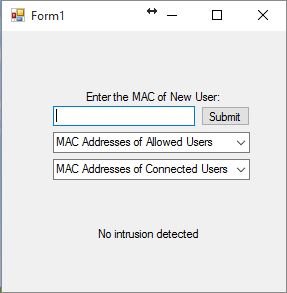 Form1
Enter the MAC of New User:
Submit
MAC Addresses of Allowed Users
MAC Addresses of Connected Users
No intrusion detected